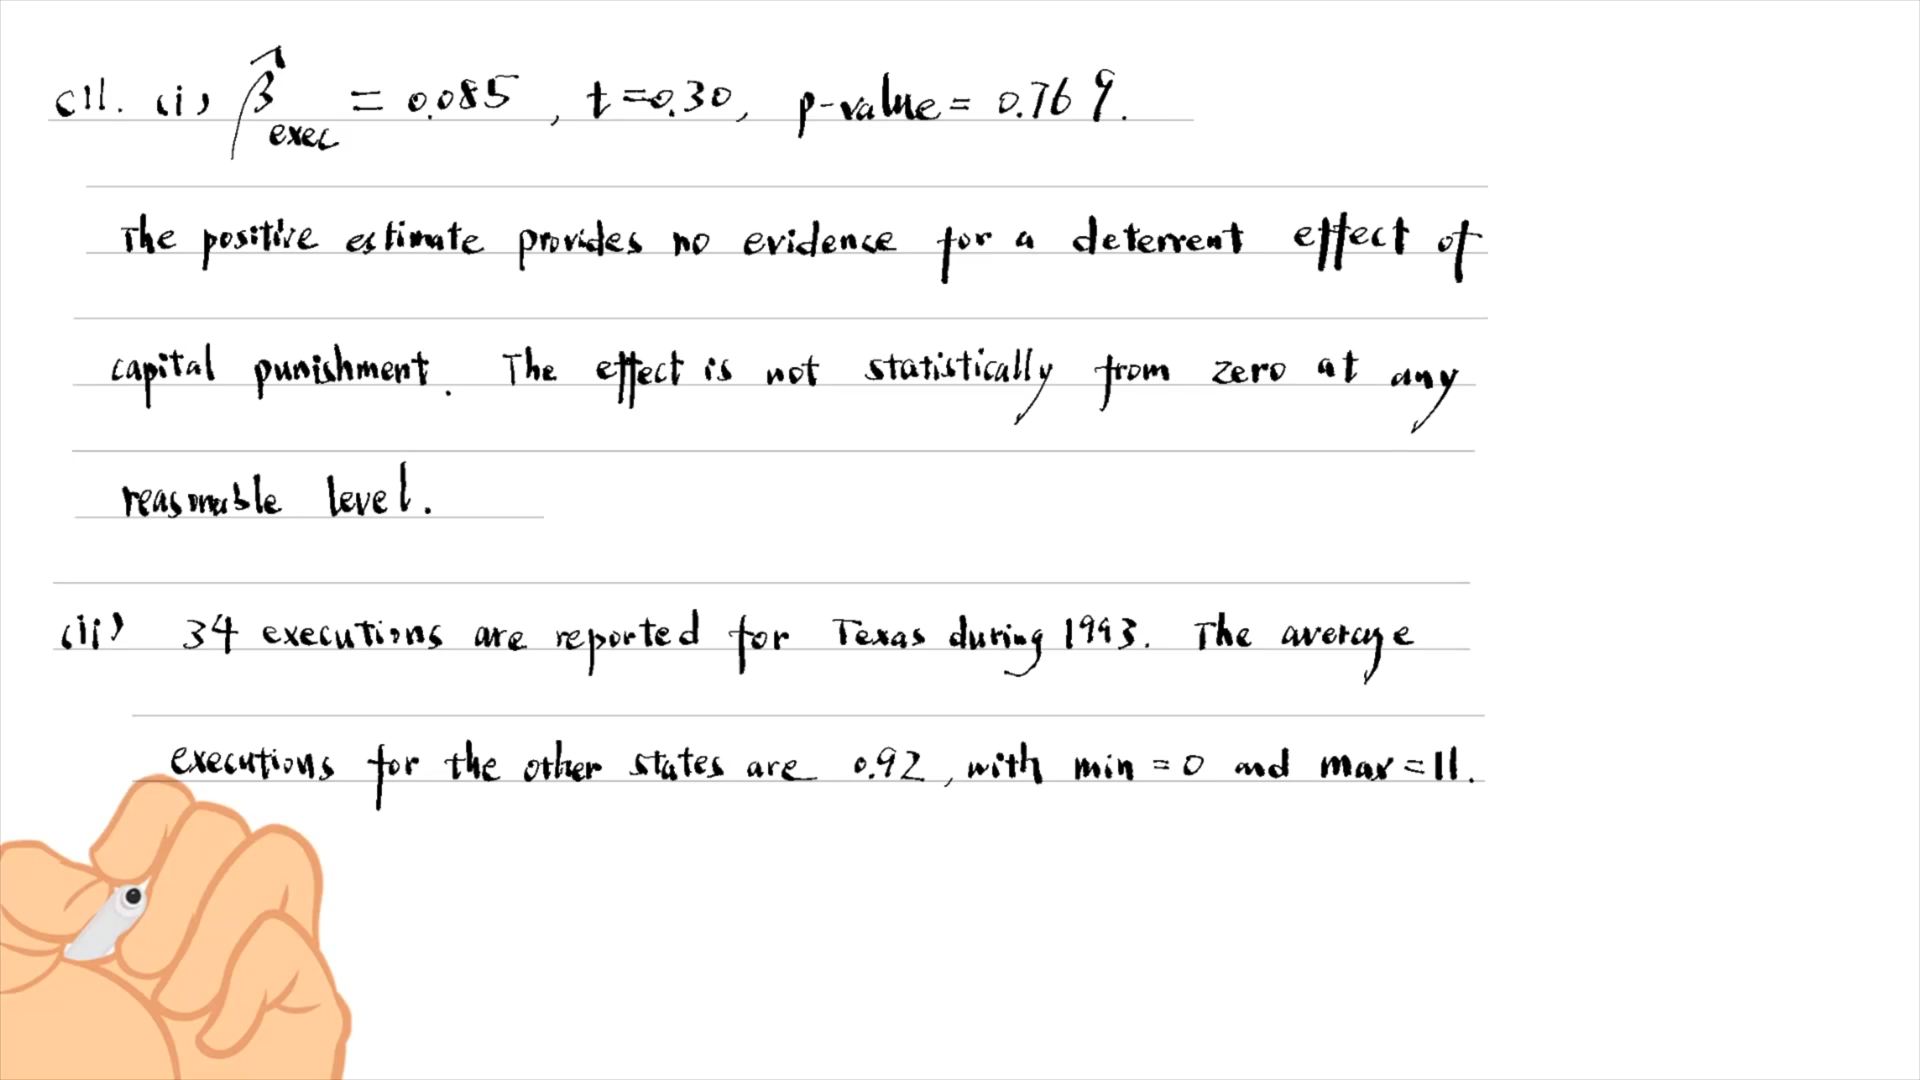 C11. (i) β̂exec = 0.085, t=0.30, p-value = 0.769.
The positive estimate provides no evidence for a deterrent effect of
capital punishment. The effect is not statistically from zero at any
reasonable level.
(ii) 34 executions are reported for Texas during 1993. The average
executions for the other states are 0.92, with min = 0 and max = 11.